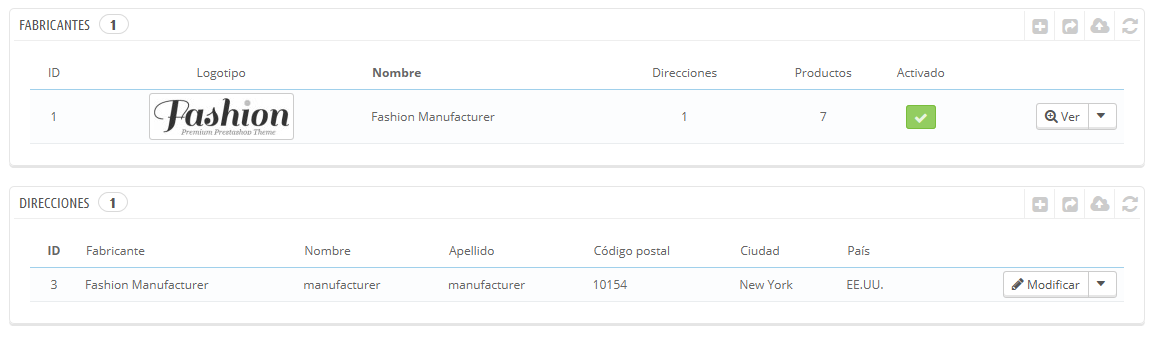 FABRICANTES 1
ID Logotipo Nombre Direcciones Productos Activado
1 Fashion Fashion Manufacturer 1 7 Ver
Premium Prestashop Theme
DIRECCIONES 1
ID Fabricante Nombre Apellido Código postal Ciudad País
3 Fashion Manufacturer manufacturer manufacturer 10154 New York EE.UU. Modificar